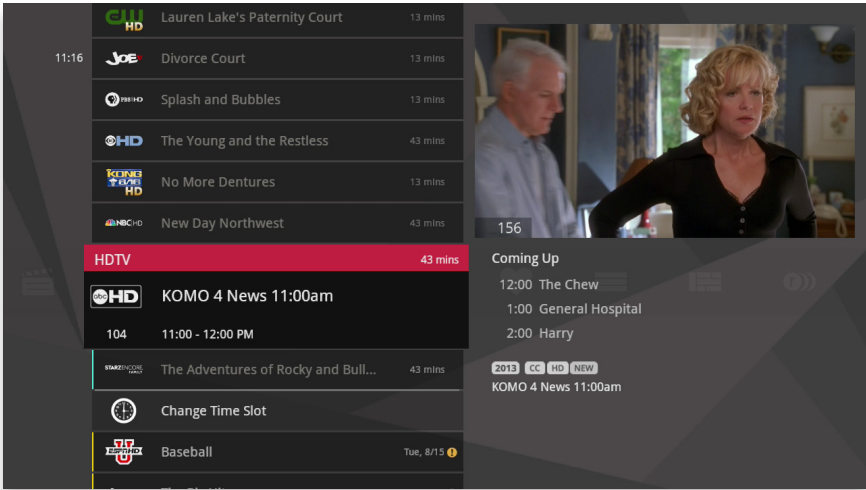 CW HD Lauren Lake's Paternity Court 13 mins
11:16 JOE Divorce Court 13 mins
PBS HD Splash and Bubbles 13 mins
HD The Young and the Restless 43 mins
KONG 6/16 HD No More Dentures 13 mins
NBC HD New Day Northwest 43 mins
156
HDTV 43 mins
abc HD KOMO 4 News 11:00am
104 11:00 - 12:00 PM
Coming Up
12:00 The Chew
1:00 General Hospital
2:00 Harry
STARZ ENCORE FAMILY The Adventures of Rocky and Bull... 43 mins
2013 CC HD NEW
KOMO 4 News 11:00am
Change Time Slot
ESPN HD U Baseball Tue, 8/15 !